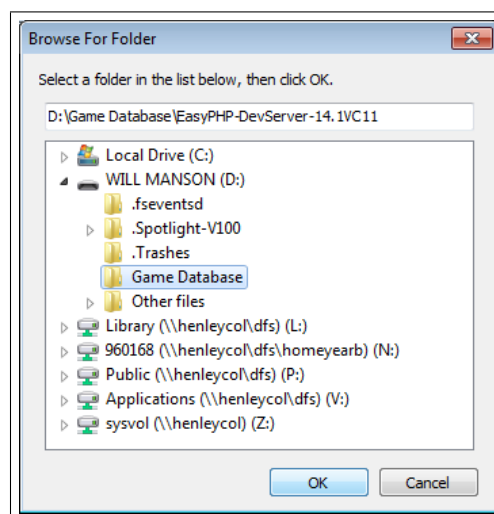 Browse For Folder
Select a folder in the list below, then click OK.
D:\Game Database\EasyPHP-DevServer-14.1VC11
Local Drive (C:)
WILL MANSON (D:)
.fseventsd
.Spotlight-V100
.Trashes
Game Database
Other files
Library (\\henleycol\dfs) (L:)
960168 (\\henleycol\dfs\homeyearb) (N:)
Public (\\henleycol\dfs) (P:)
Applications (\\henleycol\dfs) (V:)
sysvol (\\henleycol) (Z:)
OK Cancel